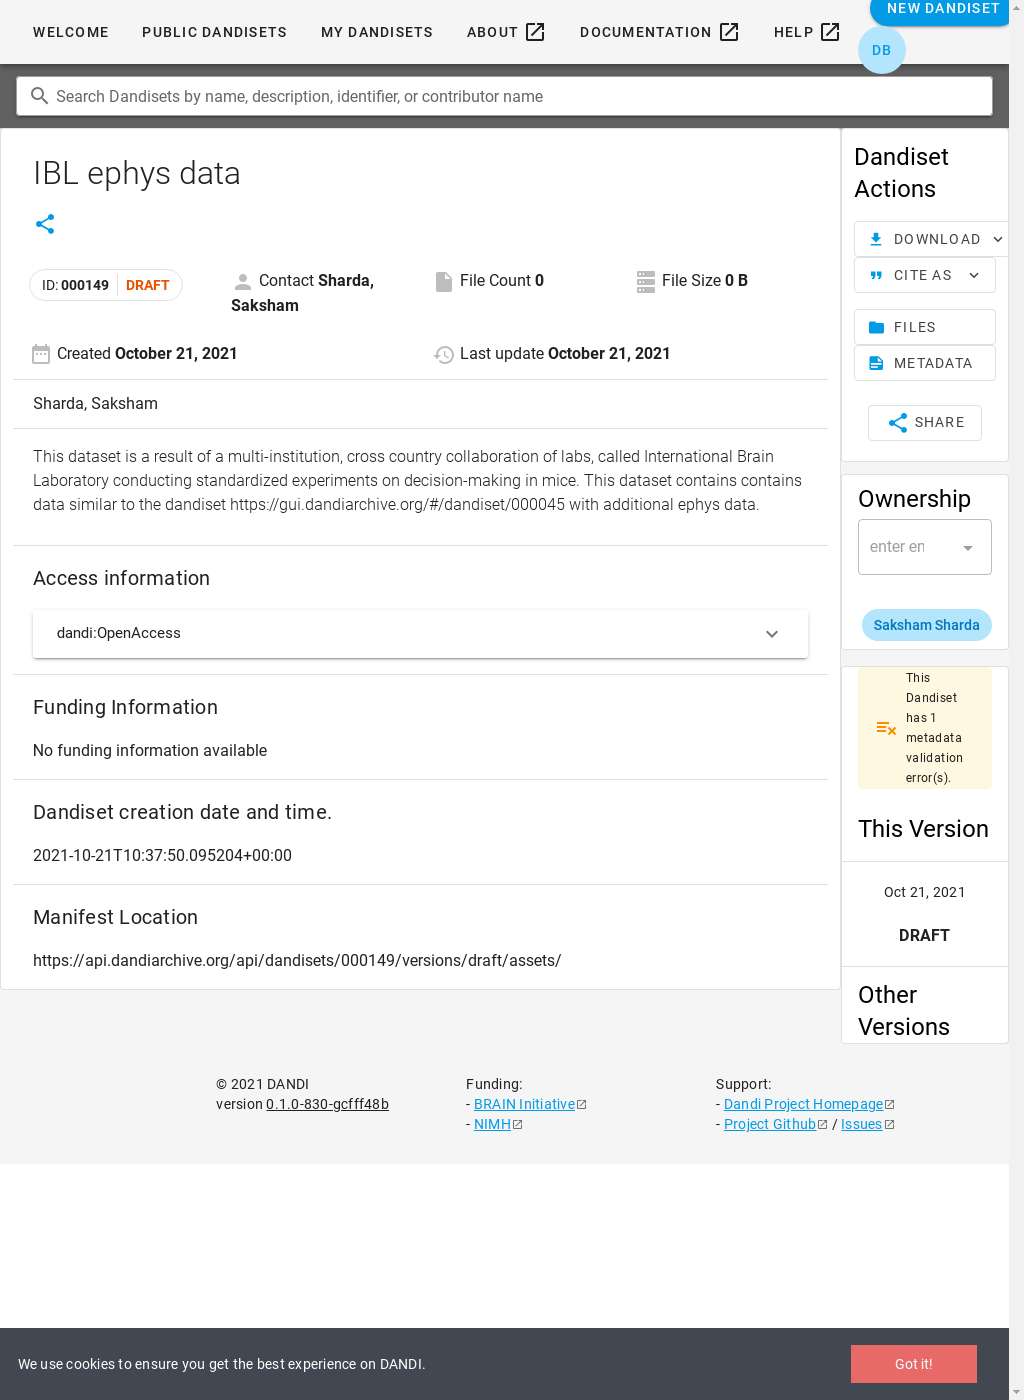 WELCOME PUBLIC DANDISETS MY DANDISETS ABOUT DOCUMENTATION HELP NEW DANDISET
DB
Search Dandisets by name, description, identifier, or contributor name
IBL ephys data
ID: 000149 DRAFT
Contact Sharda,
Saksham
File Count 0
File Size 0 B
Created October 21, 2021
Last update October 21, 2021
Sharda, Saksham
This dataset is a result of a multi-institution, cross country collaboration of labs, called International Brain
Laboratory conducting standardized experiments on decision-making in mice. This dataset contains contains
data similar to the dandiset https://gui.dandiarchive.org/#/dandiset/000045 with additional ephys data.
Access information
dandi:OpenAccess
Funding Information
No funding information available
Dandiset creation date and time.
2021-10-21T10:37:50.095204+00:00
Manifest Location
https://api.dandiarchive.org/api/dandisets/000149/versions/draft/assets/
Dandiset
Actions
DOWNLOAD
CITE AS
FILES
METADATA
SHARE
Ownership
enter en
Saksham Sharda
This
Dandiset
has 1
metadata
validation
error(s).
This Version
Oct 21, 2021
DRAFT
Other
Versions
© 2021 DANDI
version 0.1.0-830-gcfff48b
Funding:
- BRAIN Initiative
- NIMH
Support:
- Dandi Project Homepage
- Project Github / Issues
We use cookies to ensure you get the best experience on DANDI.
Got it!